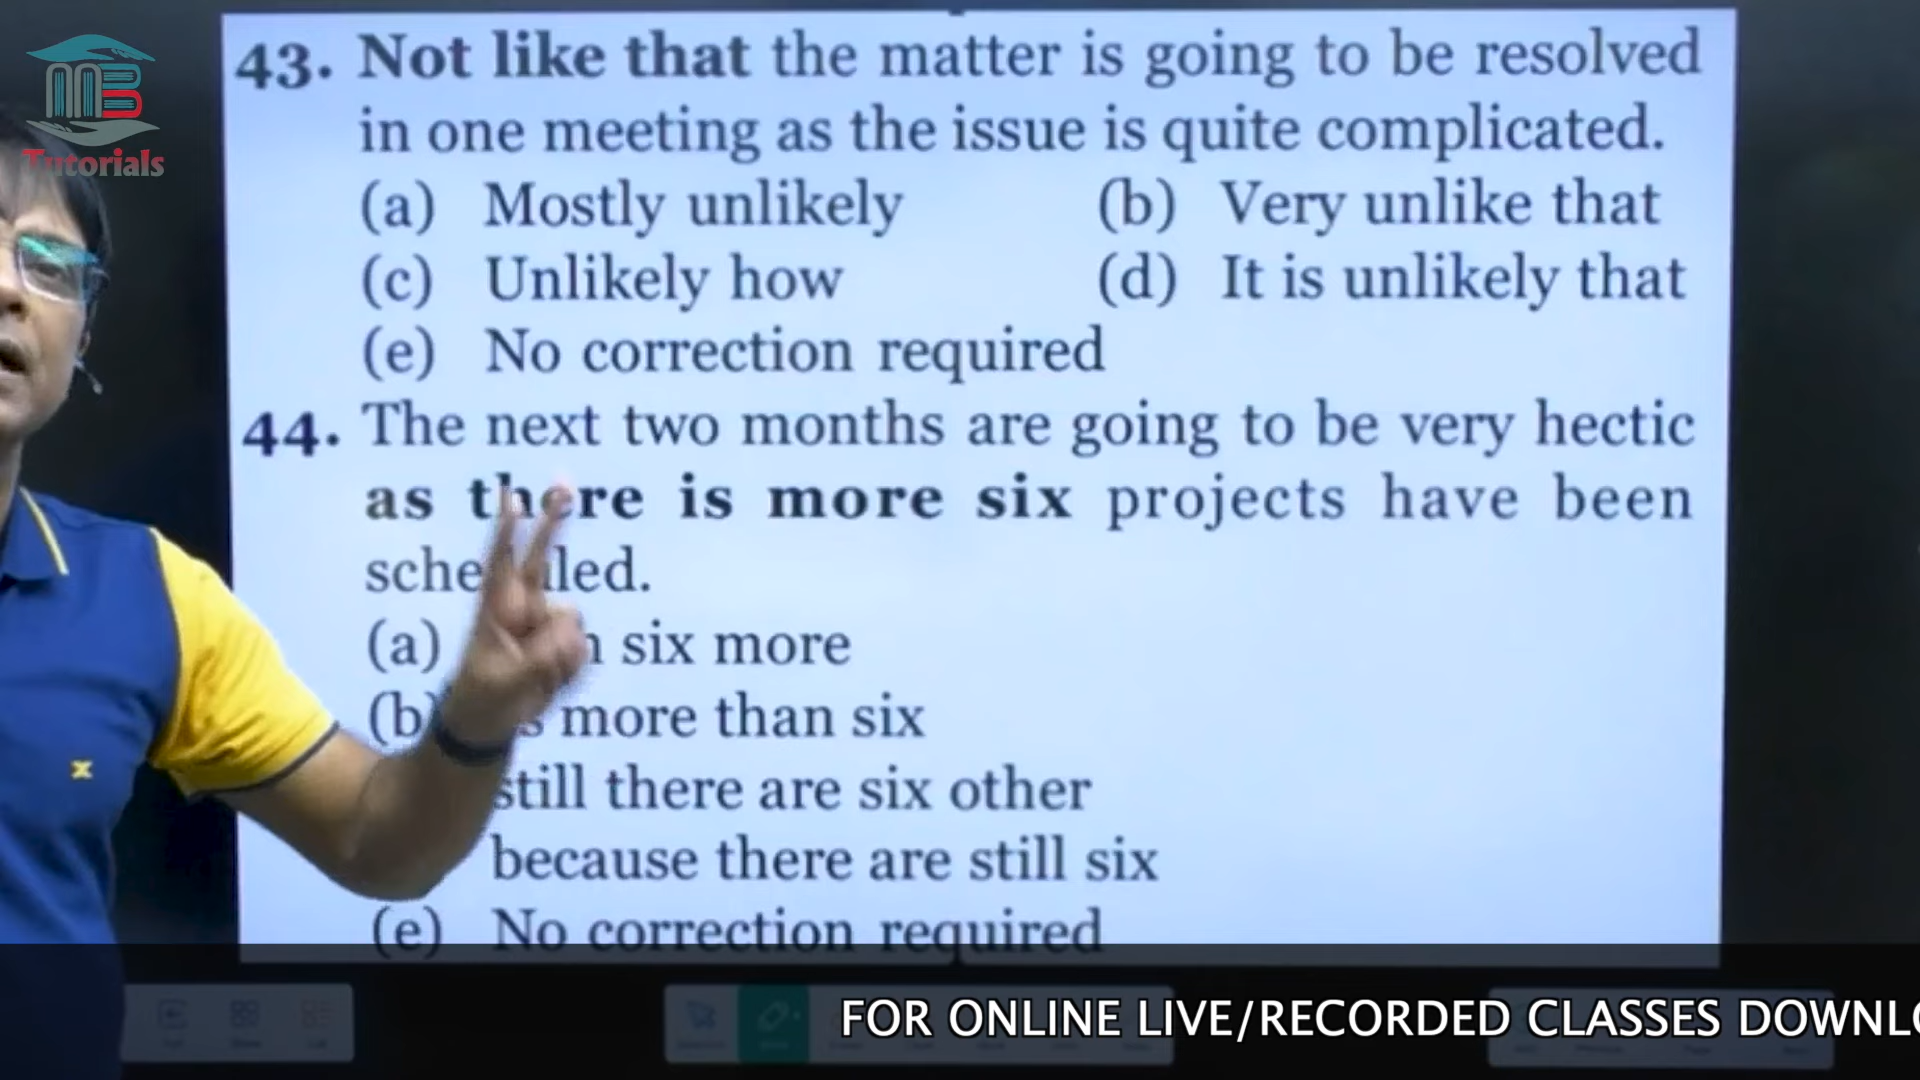 MB
Tutorials
43. Not like that the matter is going to be resolved
in one meeting as the issue is quite complicated.
(a) Mostly unlikely (b) Very unlike that
(c) Unlikely how (d) It is unlikely that
(e) No correction required
44. The next two months are going to be very hectic
as there is more six projects have been
scheduled.
(a) six more
(b) more than six
still there are six other
because there are still six
(e) No correction required
FOR ONLINE LIVE/RECORDED CLASSES DOWNLO